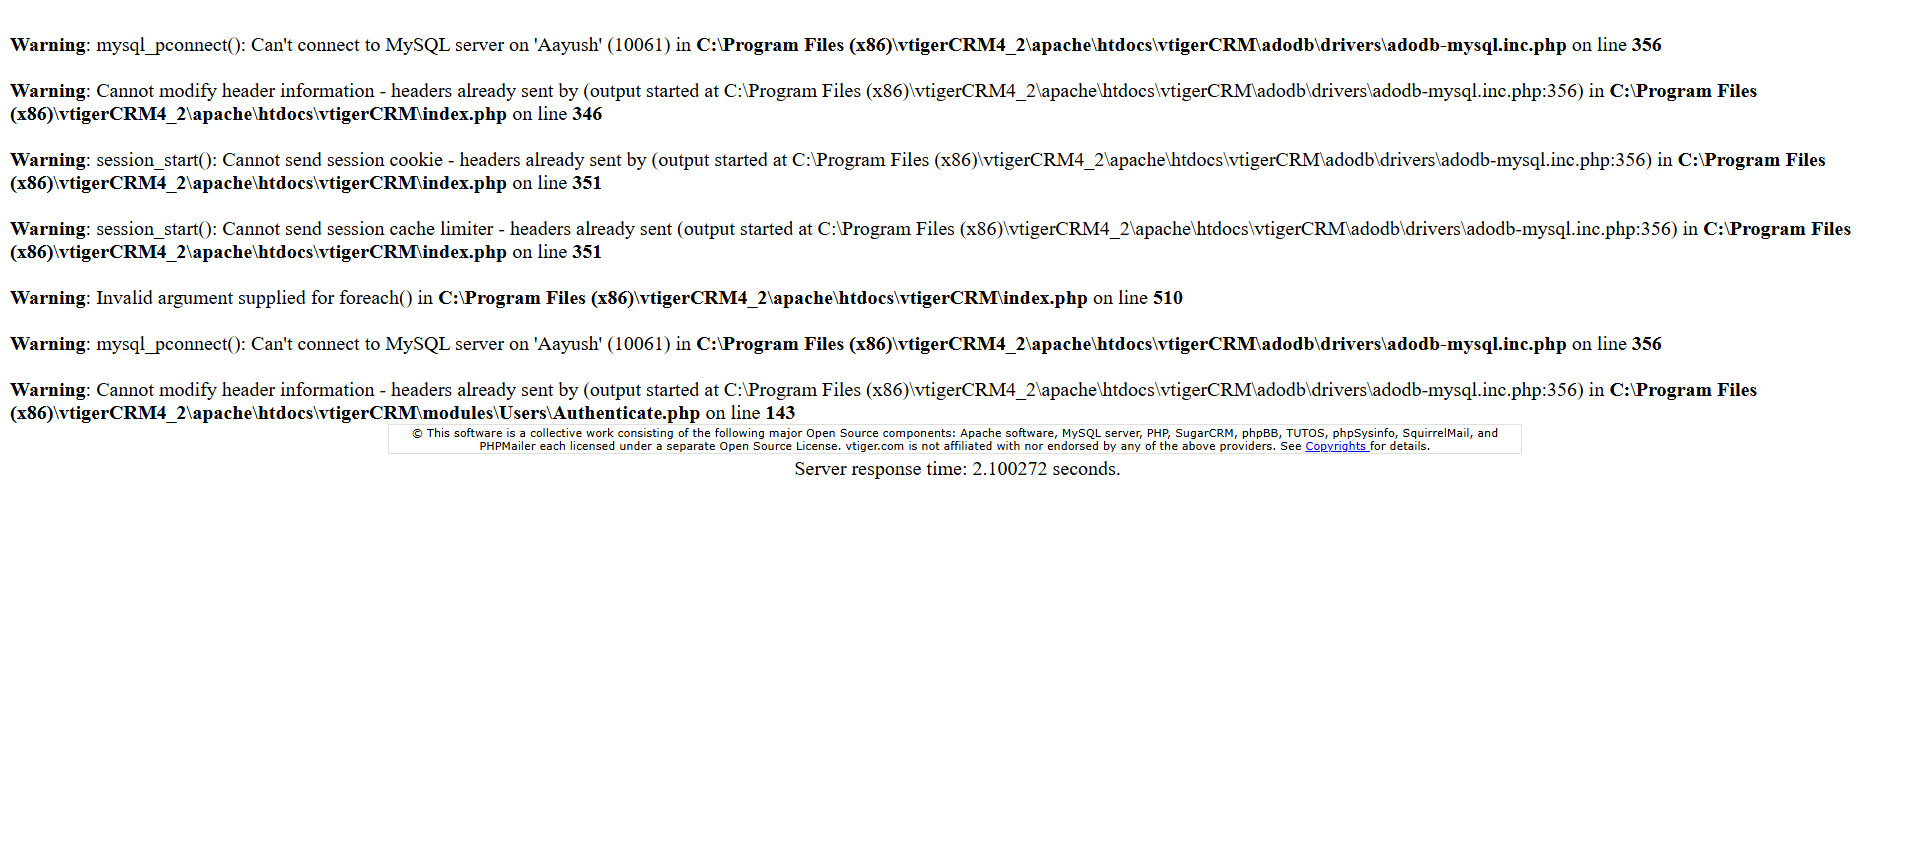 Warning: mysql_pconnect(): Can't connect to MySQL server on 'Aayush' (10061) in C:\Program Files (x86)\vtigerCRM4_2\apache\htdocs\vtigerCRM\adodb\drivers\adodb-mysql.inc.php on line 356
Warning: Cannot modify header information - headers already sent by (output started at C:\Program Files (x86)\vtigerCRM4_2\apache\htdocs\vtigerCRM\adodb\drivers\adodb-mysql.inc.php:356) in C:\Program Files
(x86)\vtigerCRM4_2\apache\htdocs\vtigerCRM\index.php on line 346
Warning: session_start(): Cannot send session cookie - headers already sent by (output started at C:\Program Files (x86)\vtigerCRM4_2\apache\htdocs\vtigerCRM\adodb\drivers\adodb-mysql.inc.php:356) in C:\Program Files
(x86)\vtigerCRM4_2\apache\htdocs\vtigerCRM\index.php on line 351
Warning: session_start(): Cannot send session cache limiter - headers already sent (output started at C:\Program Files (x86)\vtigerCRM4_2\apache\htdocs\vtigerCRM\adodb\drivers\adodb-mysql.inc.php:356) in C:\Program Files
(x86)\vtigerCRM4_2\apache\htdocs\vtigerCRM\index.php on line 351
Warning: Invalid argument supplied for foreach() in C:\Program Files (x86)\vtigerCRM4_2\apache\htdocs\vtigerCRM\index.php on line 510
Warning: mysql_pconnect(): Can't connect to MySQL server on 'Aayush' (10061) in C:\Program Files (x86)\vtigerCRM4_2\apache\htdocs\vtigerCRM\adodb\drivers\adodb-mysql.inc.php on line 356
Warning: Cannot modify header information - headers already sent by (output started at C:\Program Files (x86)\vtigerCRM4_2\apache\htdocs\vtigerCRM\adodb\drivers\adodb-mysql.inc.php:356) in C:\Program Files
(x86)\vtigerCRM4_2\apache\htdocs\vtigerCRM\modules\Users\Authenticate.php on line 143
© This software is a collective work consisting of the following major Open Source components: Apache software, MySQL server, PHP, SugarCRM, phpBB, TUTOS, phpSysinfo, SquirrelMail, and
PHPMailer each licensed under a separate Open Source License. vtiger.com is not affiliated with nor endorsed by any of the above providers. See Copyrights for details.
Server response time: 2.100272 seconds.